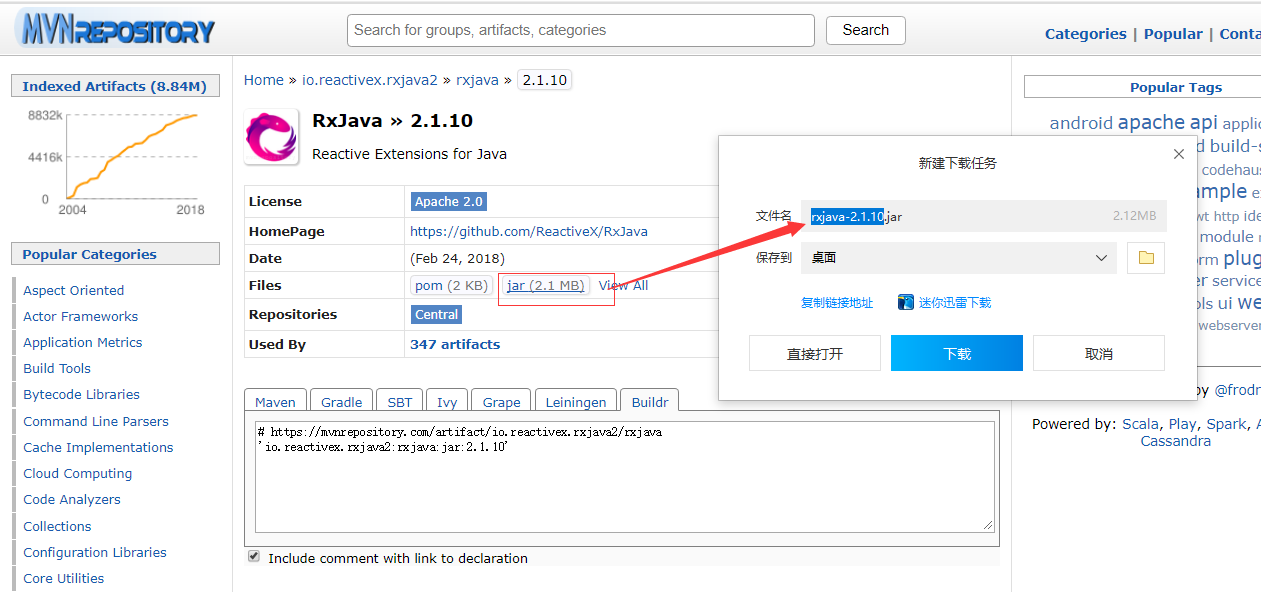 MVNREPOSITORY
Search for groups, artifacts, categories
Search
Categories | Popular | Conta
Indexed Artifacts (8.84M)
8832k
4416k
0
2004
2018
Popular Categories
Aspect Oriented
Actor Frameworks
Application Metrics
Build Tools
Bytecode Libraries
Command Line Parsers
Cache Implementations
Cloud Computing
Code Analyzers
Collections
Configuration Libraries
Core Utilities
Home » io.reactivex.rxjava2 » rxjava » 2.1.10
RxJava » 2.1.10
Reactive Extensions for Java
License Apache 2.0
HomePage https://github.com/ReactiveX/RxJava
Date (Feb 24, 2018)
Files pom (2 KB) jar (2.1 MB) View All
Repositories Central
Used By 347 artifacts
Maven Gradle SBT Ivy Grape Leiningen Buildr
# https://mvnrepository.com/artifact/io.reactivex.rxjava2/rxjava
'io.reactivex.rxjava2:rxjava:jar:2.1.10'
Include comment with link to declaration
新建下载任务
文件名 rxjava-2.1.10.jar 2.12MB
保存到 桌面
复制链接地址 迷你迅雷下载
直接打开 下载 取消
Popular Tags
android apache api applic
d build-s
codehaus
ample e
wt http ide
module
orm plug
er service
ols ui we
webserver
by @frodr
Powered by: Scala, Play, Spark, A
Cassandra